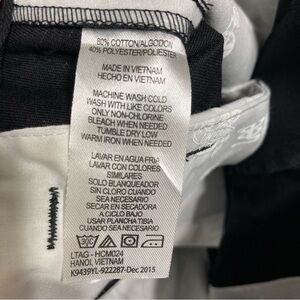 60% COTTON/ALGODON
40% POLYESTER/POLIESTER
MADE IN VIETNAM
HECHO EN VIETNAM
MACHINE WASH COLD
WASH WITH LIKE COLORS
ONLY NON-CHLORINE
BLEACH WHEN NEEDED
TUMBLE DRY LOW
WARM IRON WHEN NEEDED
LAVAR EN AGUA FRIA
LAVAR CON COLORES
SIMILARES
SOLO BLANQUEADOR
SIN CLORO CUANDO
SEA NECESARIO
SECAR EN SECADORA
A CICLO BAJO
USAR PLANCHA TIBIA
CUANDO SEA NECESARIO
LTAG - HCM024
HANOI, VIETNAM
K9439YL-922287-Dec 2015